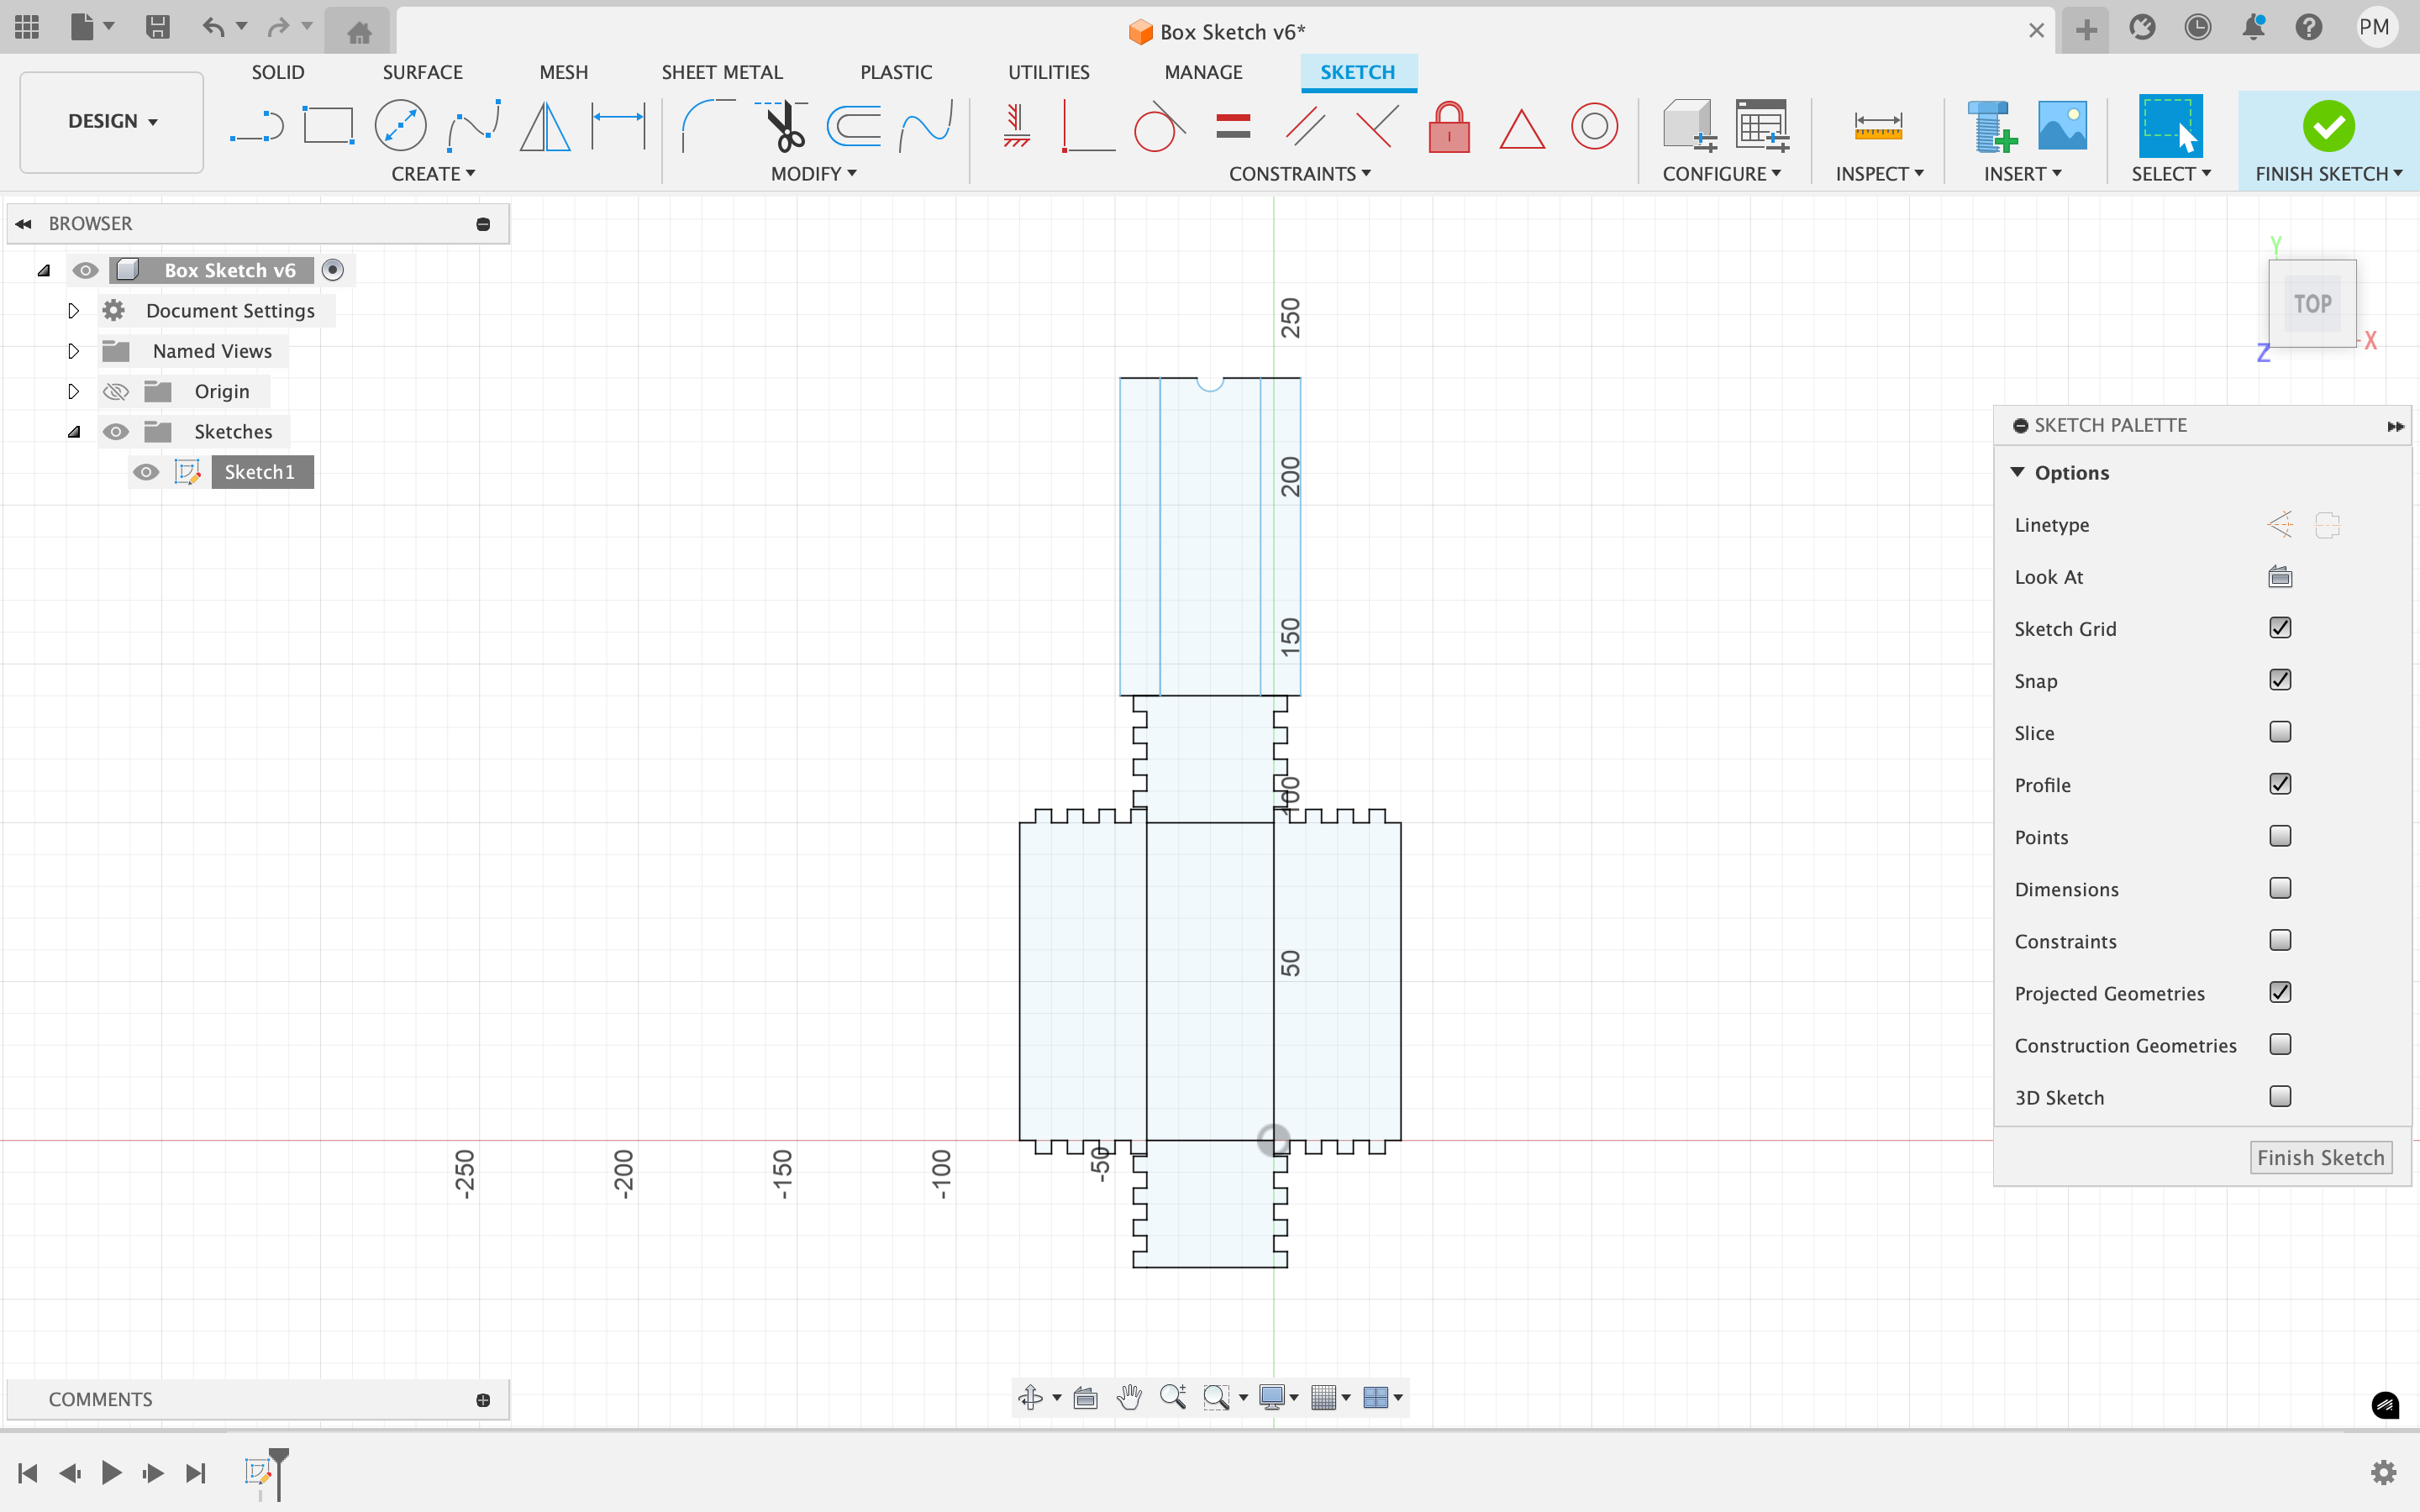 Box Sketch v6*
PM
SOLID
SURFACE
MESH
SHEET METAL
PLASTIC
UTILITIES
MANAGE
SKETCH
DESIGN
CREATE
MODIFY
CONSTRAINTS
CONFIGURE
INSPECT
INSERT
SELECT
FINISH SKETCH
BROWSER
Box Sketch v6
Document Settings
Named Views
Origin
Sketches
Sketch1
250
200
150
100
50
-250
-200
-150
-100
-50
Y
TOP
X
Z
SKETCH PALETTE
Options
Linetype
Look At
Sketch Grid
Snap
Slice
Profile
Points
Dimensions
Constraints
Projected Geometries
Construction Geometries
3D Sketch
Finish Sketch
COMMENTS